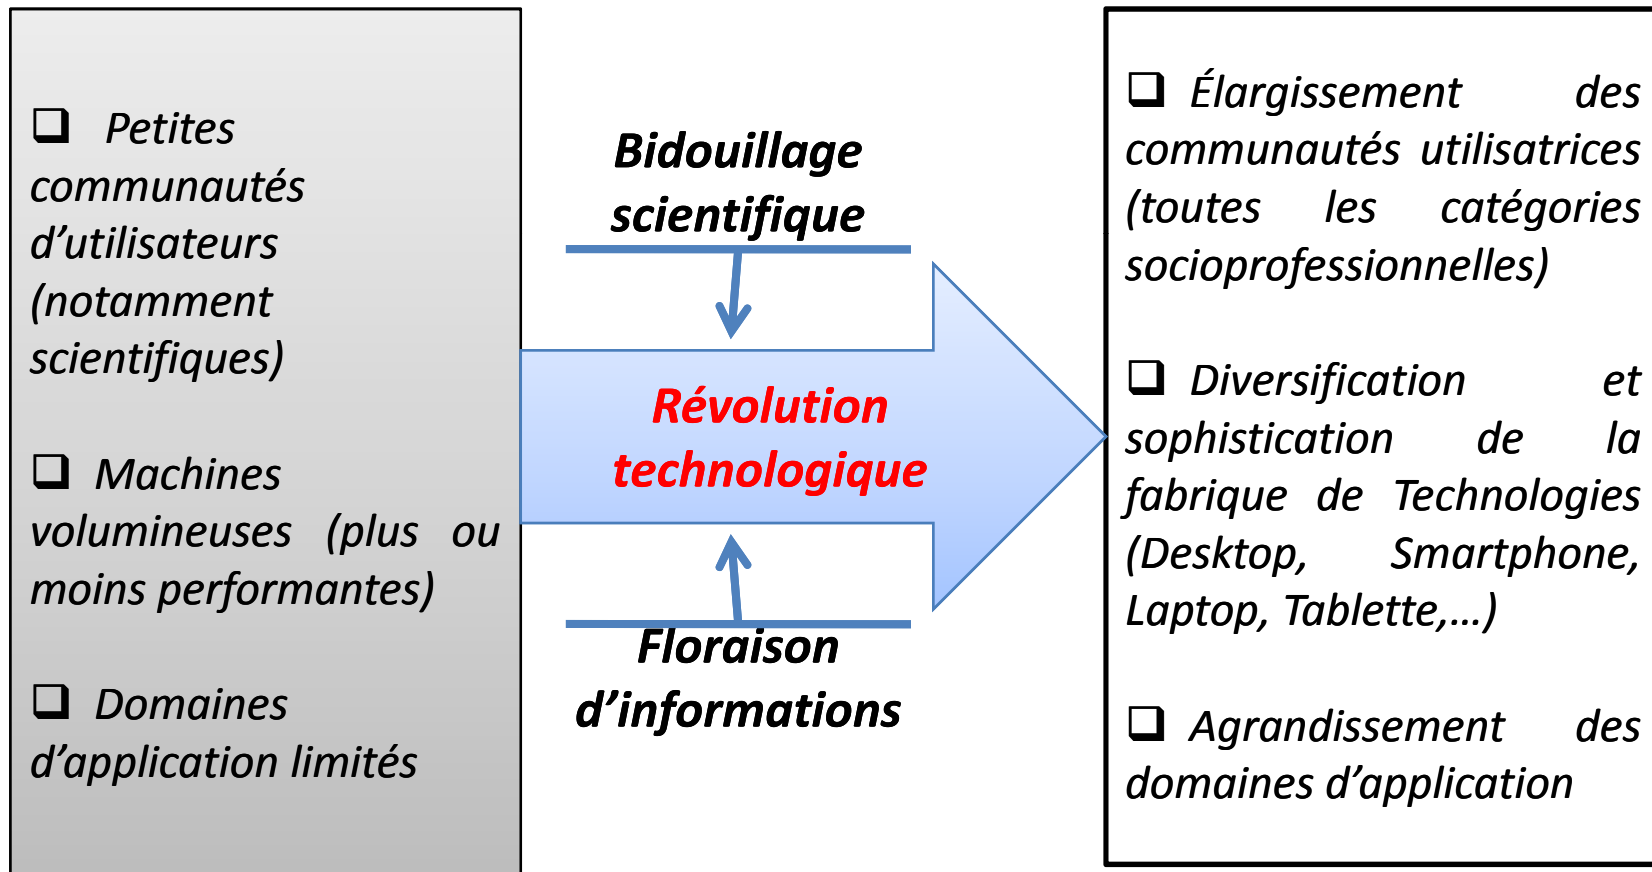 ❑ Petites
communautés
d’utilisateurs
(notamment
scientifiques)
❑ Machines
volumineuses (plus ou
moins performantes)
❑ Domaines
d’application limités
Bidouillage
scientifique
Révolution
technologique
Floraison
d’informations
❑ Élargissement des
communautés utilisatrices
(toutes les catégories
socioprofessionnelles)
❑ Diversification et
sophistication de la
fabrique de Technologies
(Desktop, Smartphone,
Laptop, Tablette,...)
❑ Agrandissement des
domaines d’application